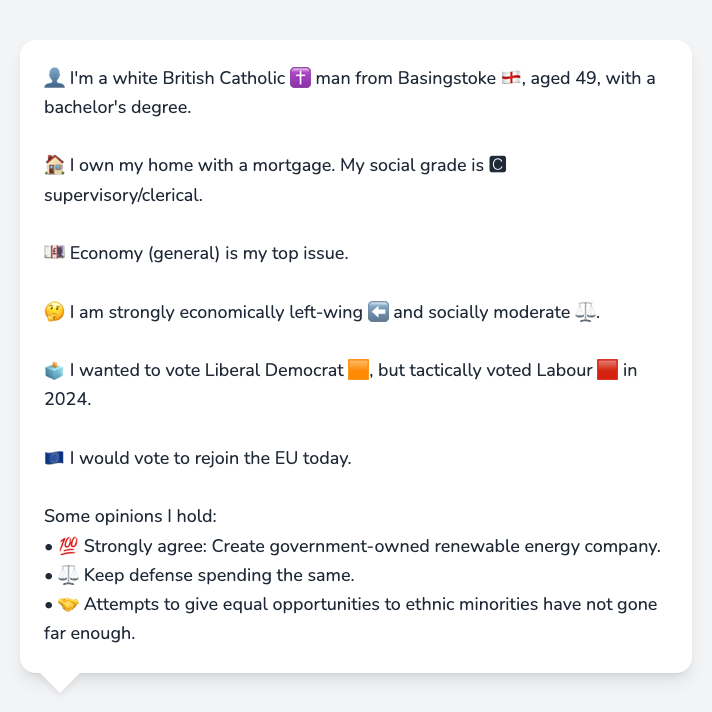 👤 I'm a white British Catholic ✝️ man from Basingstoke 🏴󠁧󠁢󠁥󠁮󠁧󠁿, aged 49, with a
bachelor's degree.
🏠 I own my home with a mortgage. My social grade is 🅲
supervisory/clerical.
💷 Economy (general) is my top issue.
🤔 I am strongly economically left-wing ⬅️ and socially moderate ⚖️.
🗳️ I wanted to vote Liberal Democrat 🟧, but tactically voted Labour 🟥 in
2024.
🇪🇺 I would vote to rejoin the EU today.
Some opinions I hold:
• 💯 Strongly agree: Create government-owned renewable energy company.
• ⚖️ Keep defense spending the same.
• 🤝 Attempts to give equal opportunities to ethnic minorities have not gone
far enough.